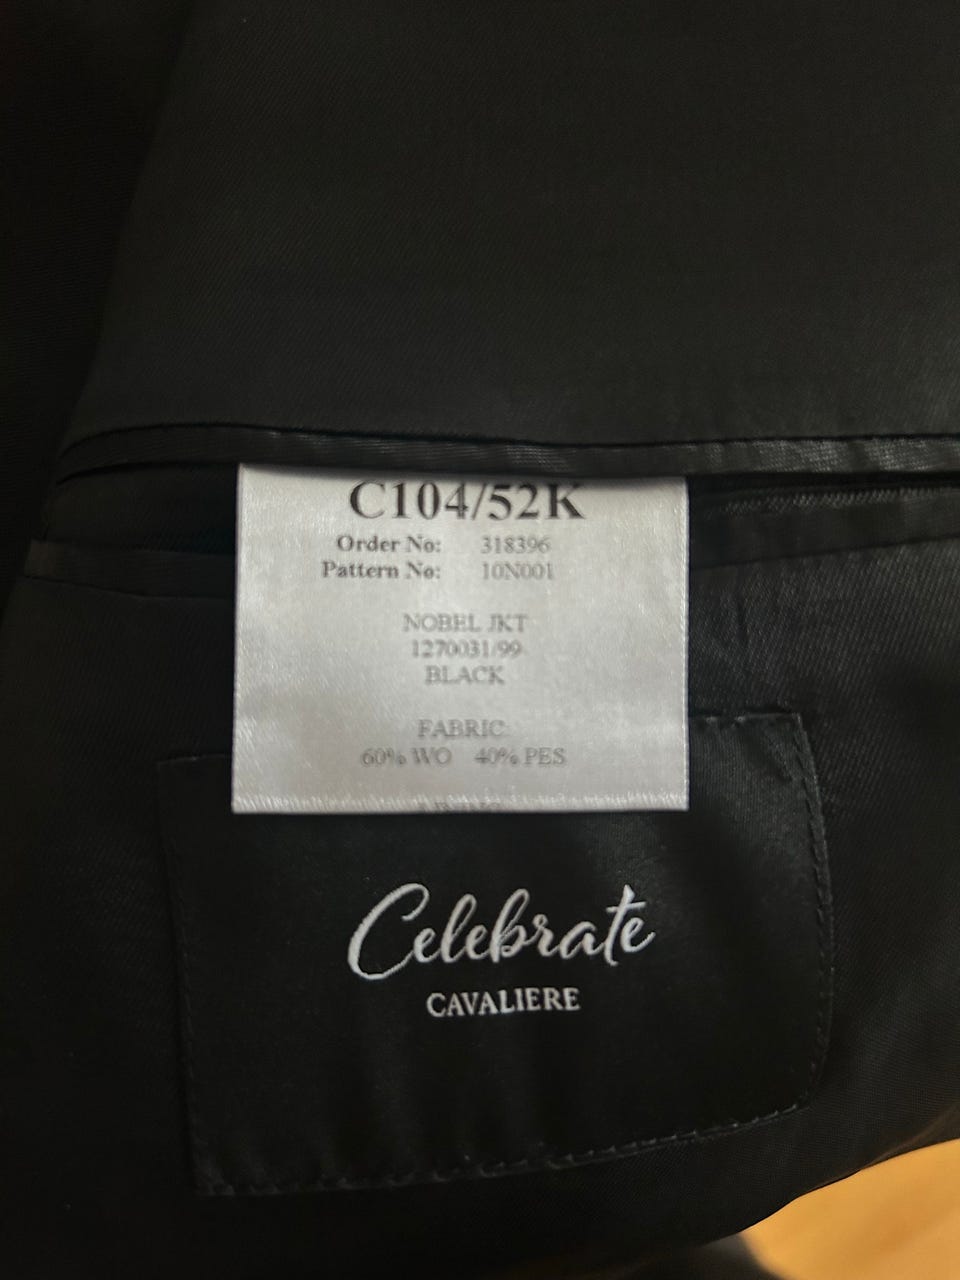 C104/52K
Order No: 318396
Pattern No: 10N001
NOBEL JKT
1270031/99
BLACK
FABRIC:
60% WO 40% PES
Celebrate
CAVALIERE